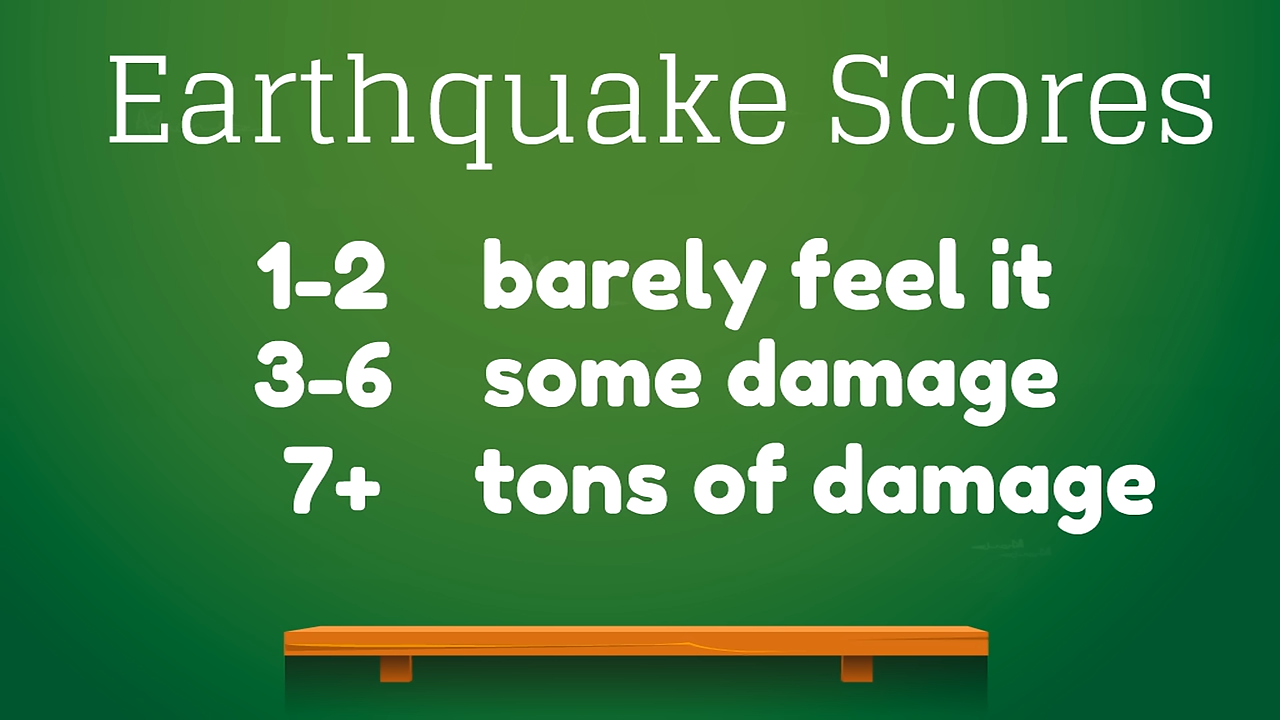 Earthquake Scores
1-2 barely feel it
3-6 some damage
7+ tons of damage